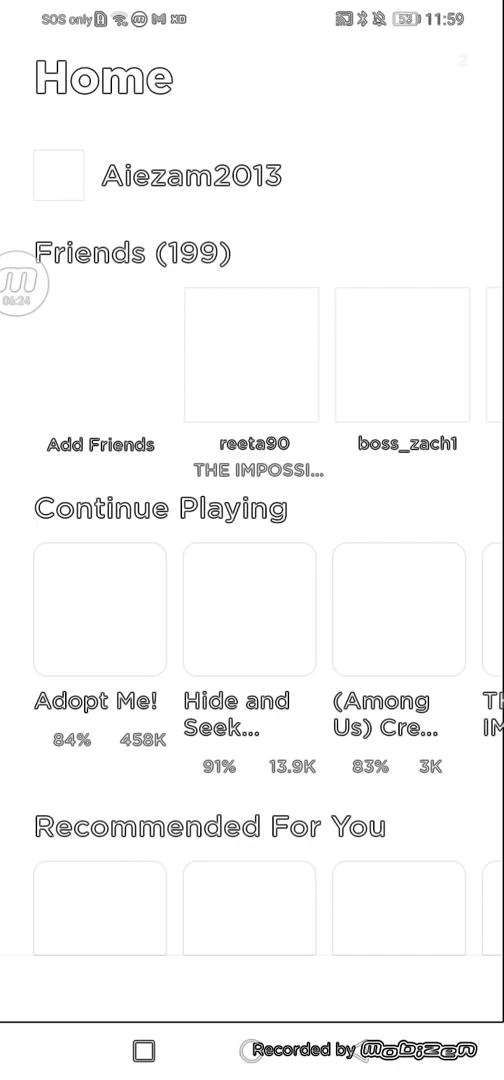 SOS only 53 11:59
2
Home
Aiezam2013
Friends (199)
06:24
Add Friends reeta90 boss_zach1
THE IMPOSSI...
Continue Playing
Adopt Me! Hide and Seek... (Among Us) Cre...
84% 458K 91% 13.9K 83% 3K
Recommended For You
Recorded by mobizen